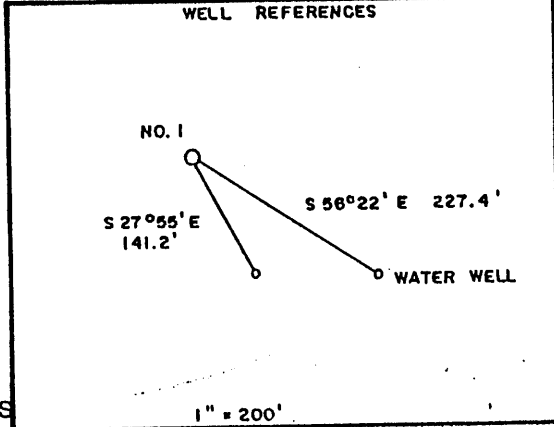 WELL REFERENCES
NO. 1
S 56°22' E 227.4'
S 27°55' E
141.2'
WATER WELL
S
1" = 200'